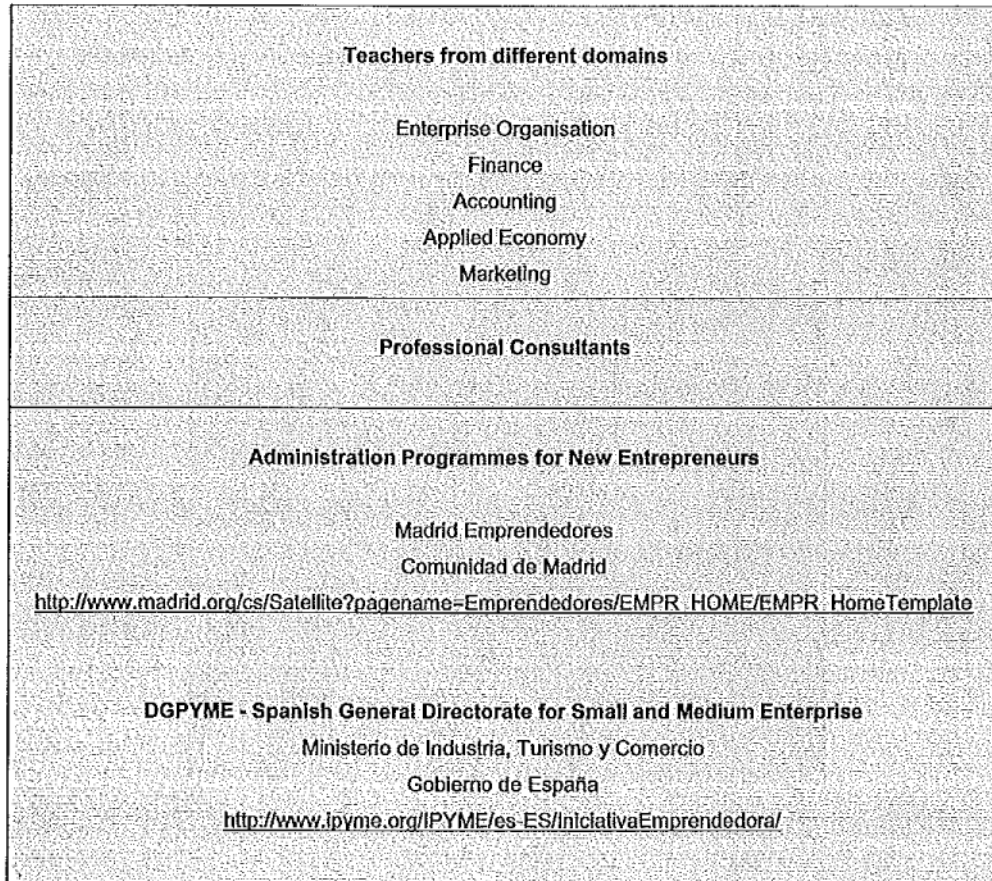 Teachers from different domains
Enterprise Organisation
Finance
Accounting
Applied Economy
Marketing
Professional Consultants
Administration Programmes for New Entrepreneurs
Madrid Emprendedores
Comunidad de Madrid
http://www.madrid.org/cs/Satellite?pagename=Emprendedores/EMPR_HOME/EMPR_HomeTemplate
DGPYME - Spanish General Directorate for Small and Medium Enterprise
Ministerio de Industria, Turismo y Comercio
Gobierno de España
http://www.ipyme.org/IPYME/es-ES/IniciativaEmprendedora/